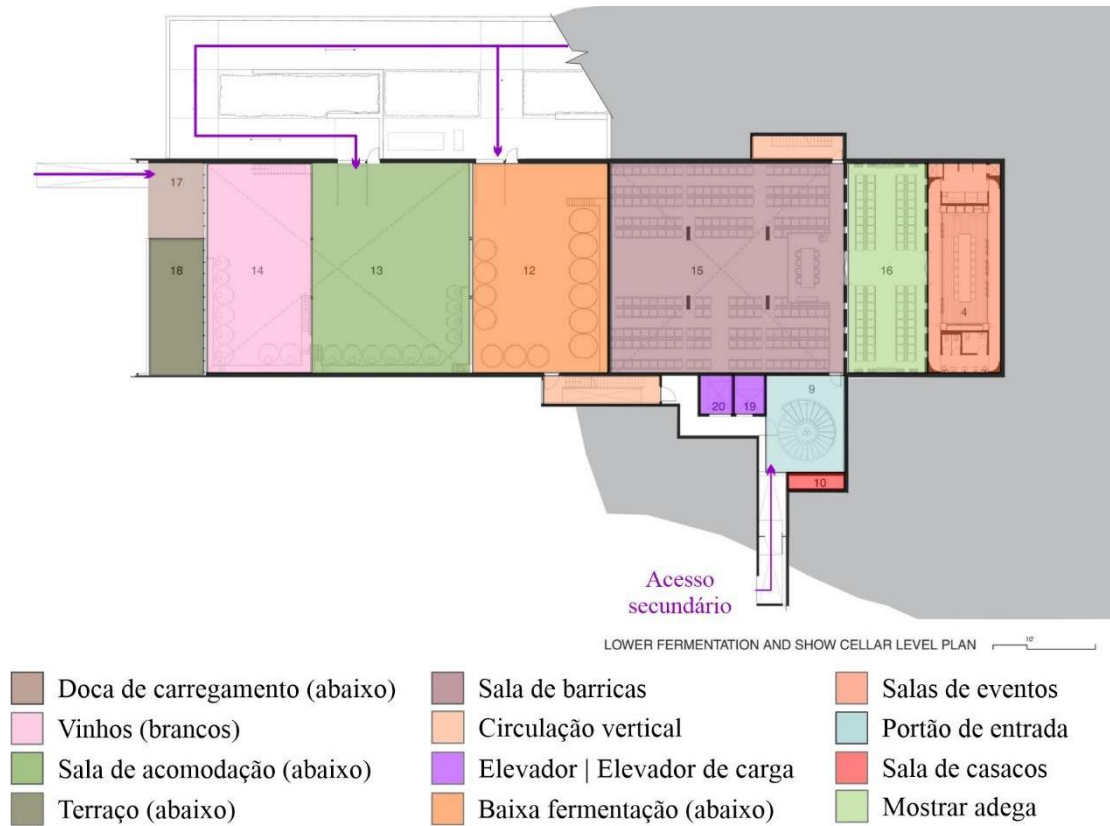 17
18
14
13
12
15
16
4
9
20
19
10
Acesso
secundário
LOWER FERMENTATION AND SHOW CELLAR LEVEL PLAN
10'
Doca de carregamento (abaixo)
Vinhos (brancos)
Sala de acomodação (abaixo)
Terraço (abaixo)
Sala de barricas
Circulação vertical
Elevador | Elevador de carga
Baixa fermentação (abaixo)
Salas de eventos
Portão de entrada
Sala de casacos
Mostrar adega